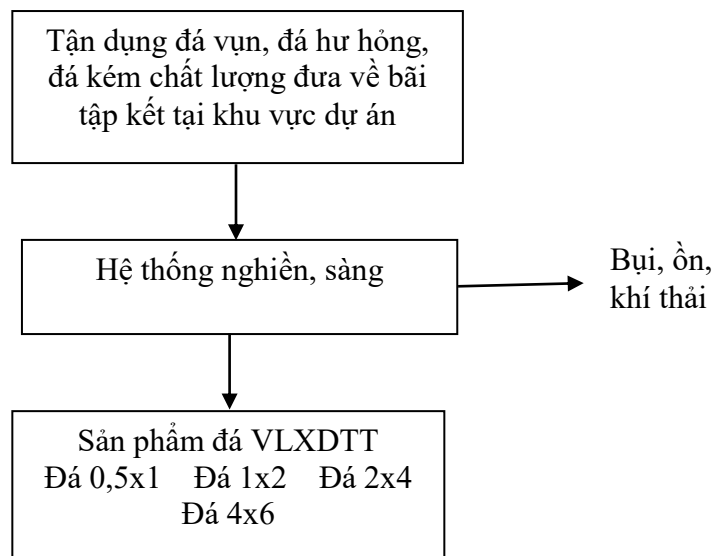 Tận dụng đá vụn, đá hư hỏng,
đá kém chất lượng đưa về bãi
tập kết tại khu vực dự án
Hệ thống nghiền, sàng
Bụi, ồn,
khí thải
Sản phẩm đá VLXDTT
Đá 0,5x1 Đá 1x2 Đá 2x4
Đá 4x6